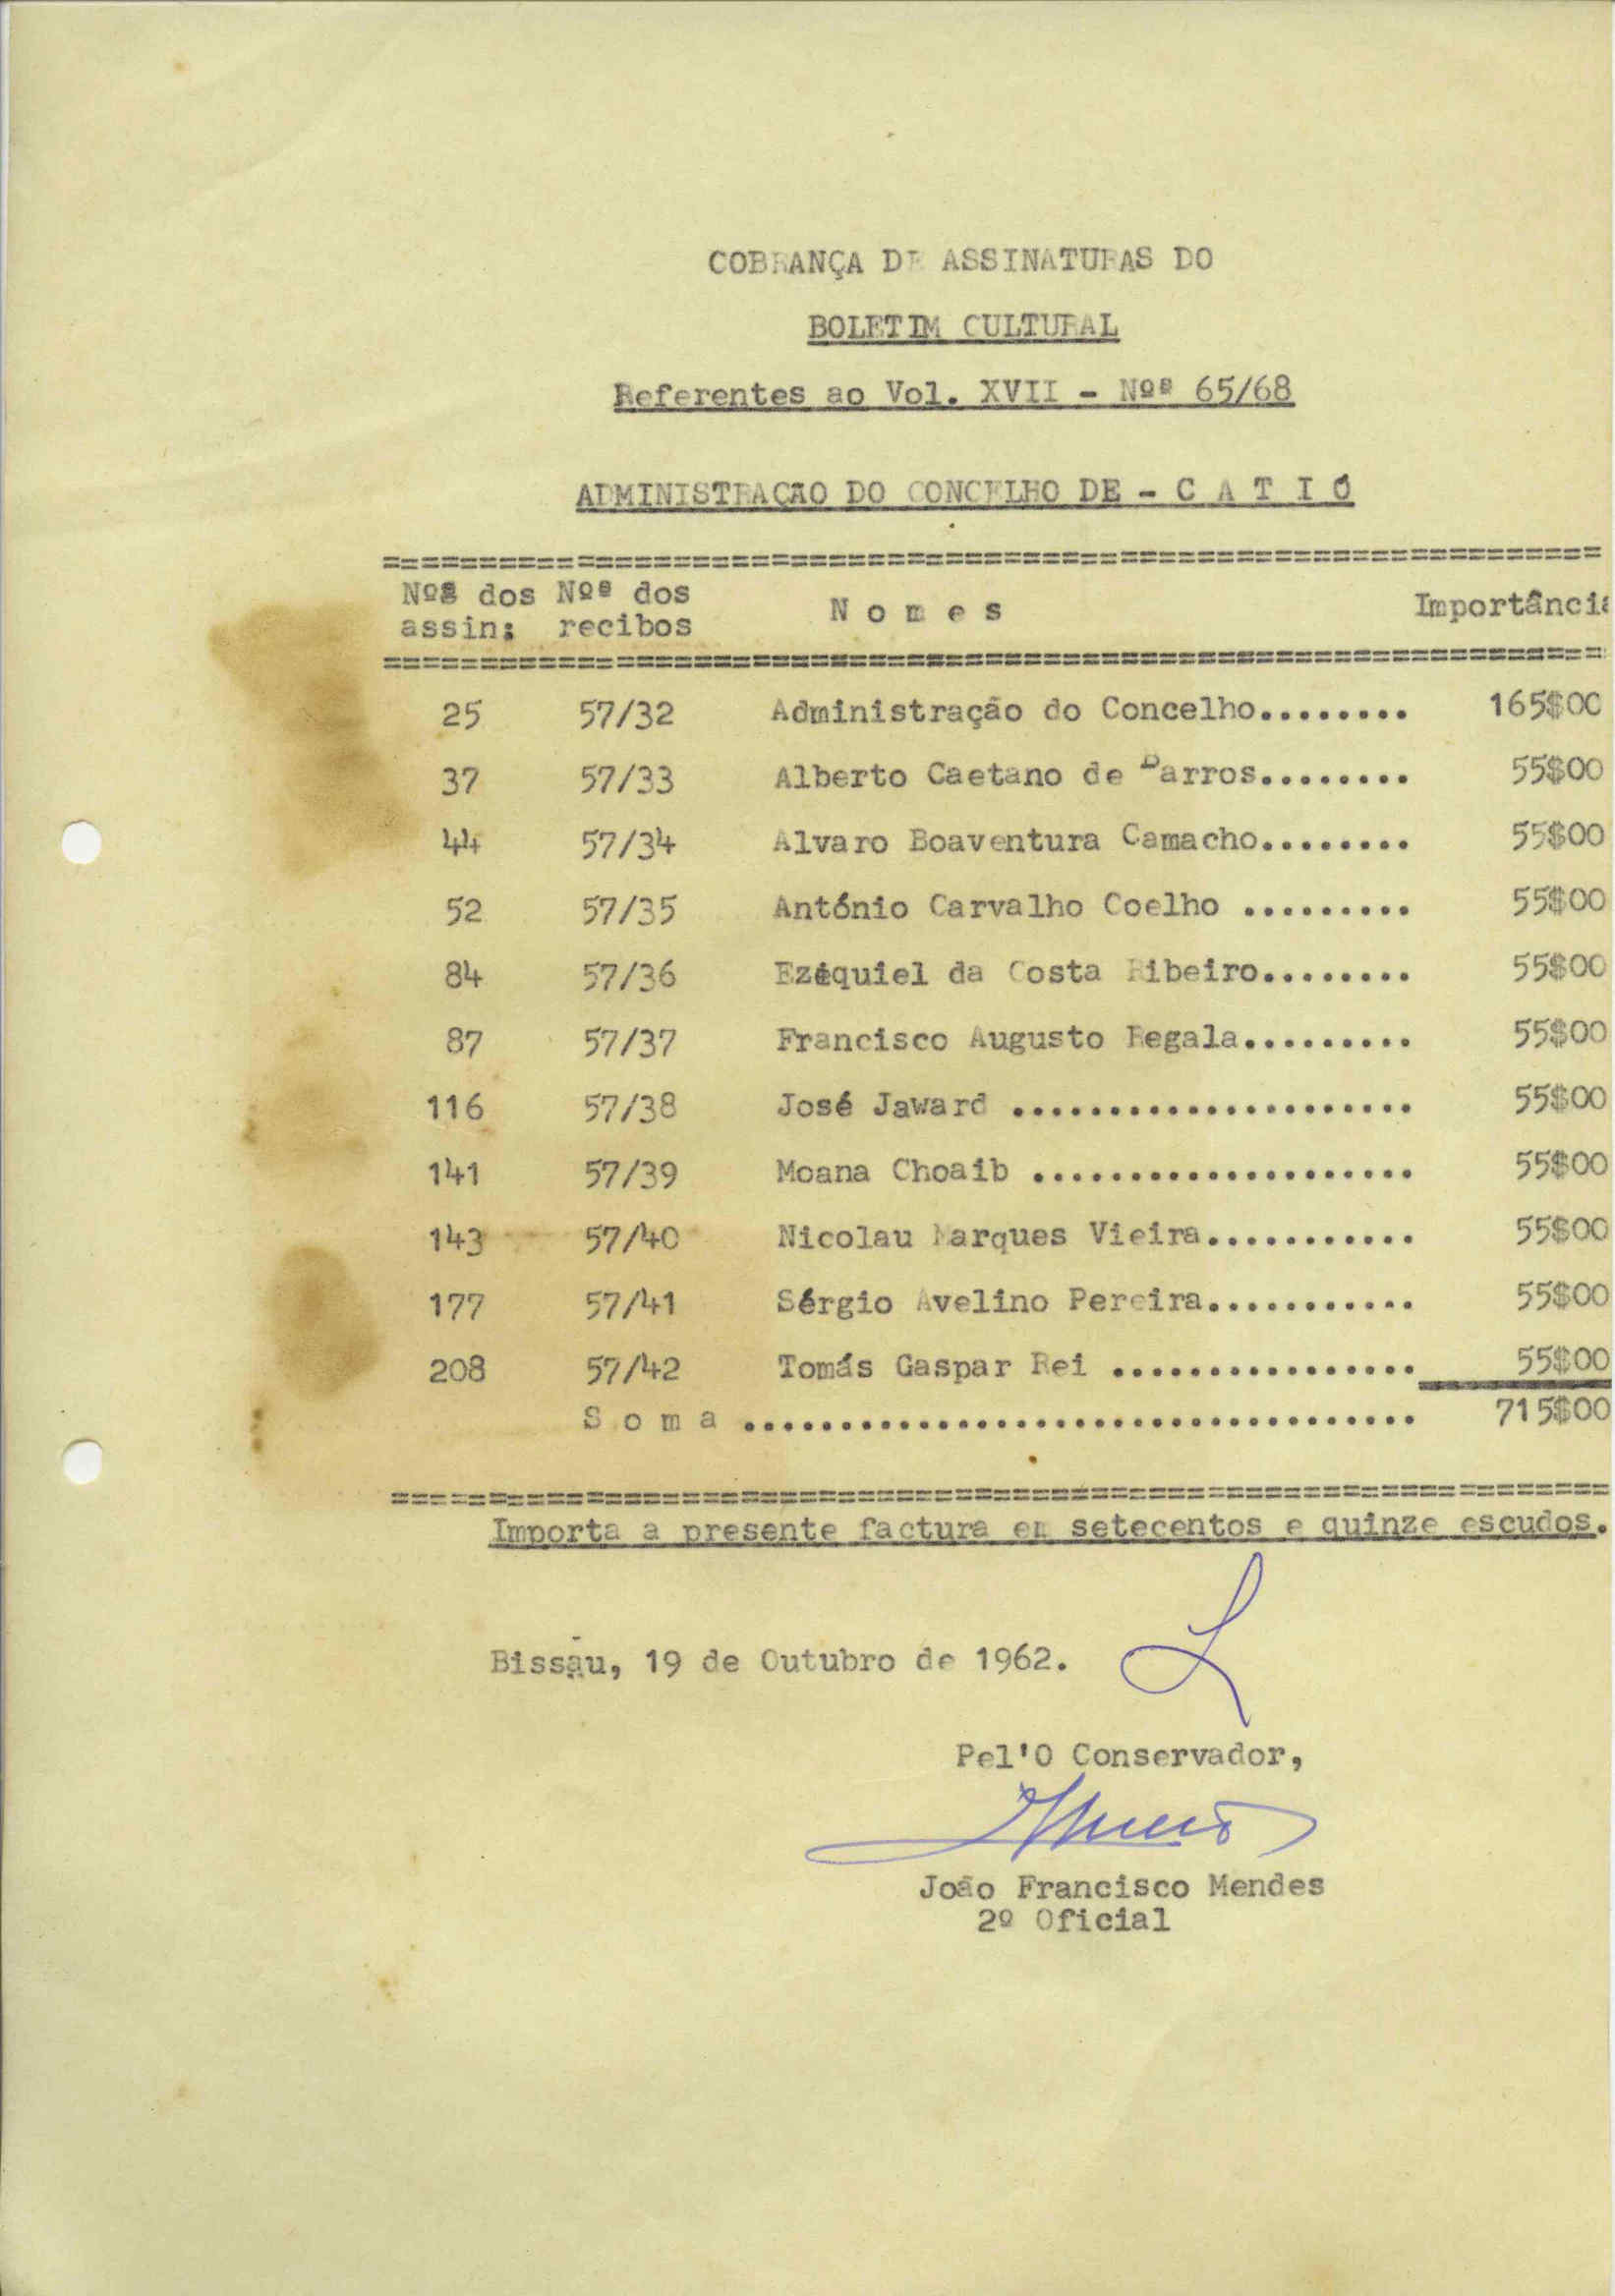 COBRANÇA DE ASSINATURAS DO
BOLETIM CULTURAL
Referentes ao Vol. XVII - Nºs 65/68
ADMINISTRAÇÃO DO CONCELHO DE - C A T I Ó
Nºs dos Nºs dos N o m e s Importância
assin: recibos
25 57/32 Administração do Concelho........ 165$00
37 57/33 Alberto Caetano de Barros........ 55$00
44 57/34 Alvaro Boaventura Camacho........ 55$00
52 57/35 António Carvalho Coelho ......... 55$00
84 57/36 Ezéquiel da Costa Ribeiro........ 55$00
87 57/37 Francisco Augusto Regala......... 55$00
116 57/38 José Jaward ..................... 55$00
141 57/39 Moana Choaib .................... 55$00
143 57/40 Nicolau Marques Vieira........... 55$00
177 57/41 Sérgio Avelino Pereira........... 55$00
208 57/42 Tomás Gaspar Rei ................ 55$00
S o m a ................................... 715$00
Importa a presente factura em setecentos e quinze escudos.
Bissau, 19 de Outubro de 1962.
Pel'O Conservador,
João Francisco Mendes
2º Oficial